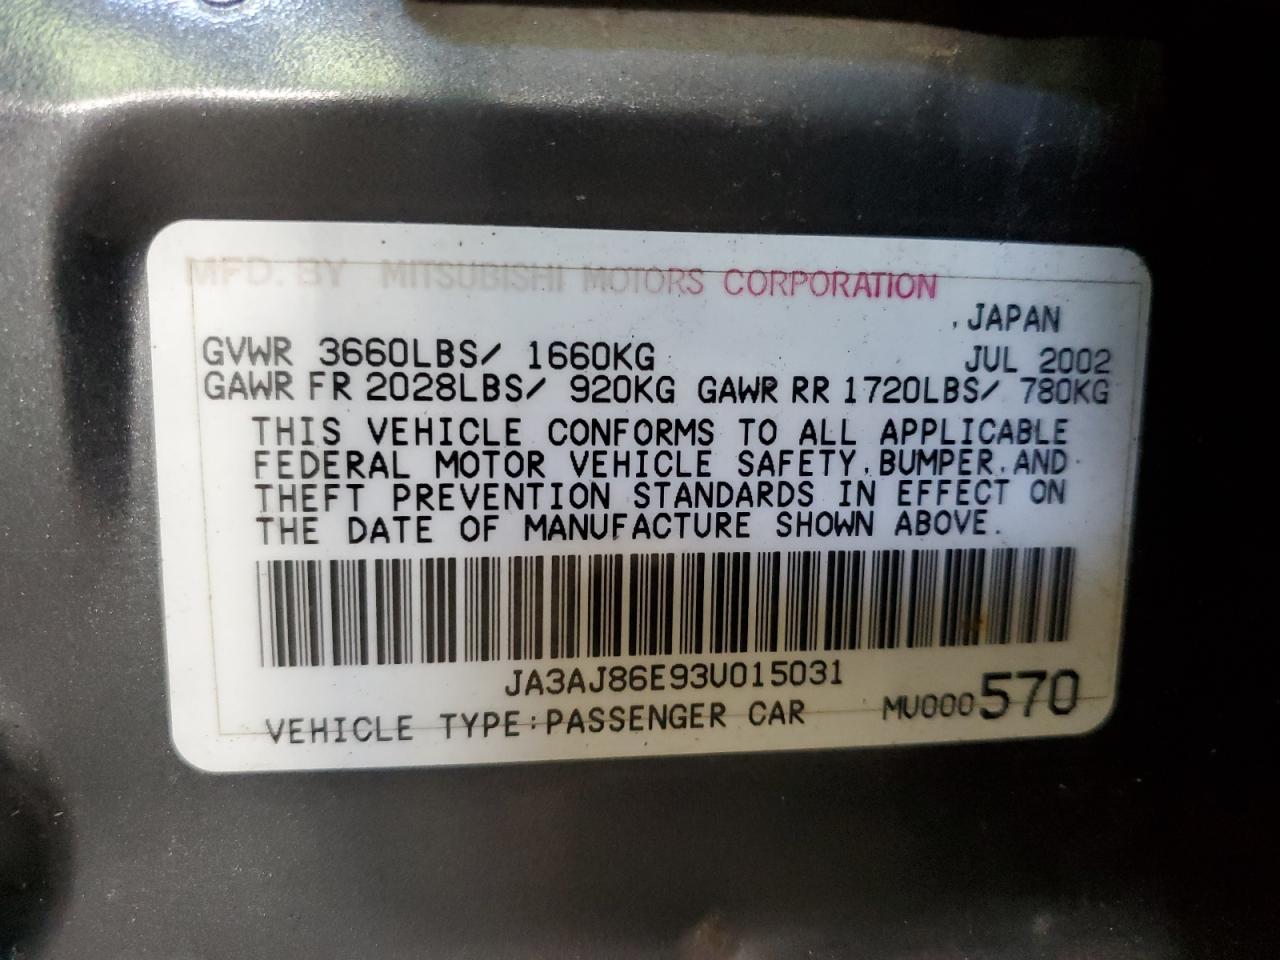 MFD. BY MITSUBISHI MOTORS CORPORATION
,JAPAN
GVWR 3660LBS/ 1660KG JUL 2002
GAWR FR 2028LBS/ 920KG GAWR RR 1720LBS/ 780KG
THIS VEHICLE CONFORMS TO ALL APPLICABLE
FEDERAL MOTOR VEHICLE SAFETY, BUMPER, AND
THEFT PREVENTION STANDARDS IN EFFECT ON
THE DATE OF MANUFACTURE SHOWN ABOVE.
JA3AJ86E93U015031
VEHICLE TYPE:PASSENGER CAR MU000570